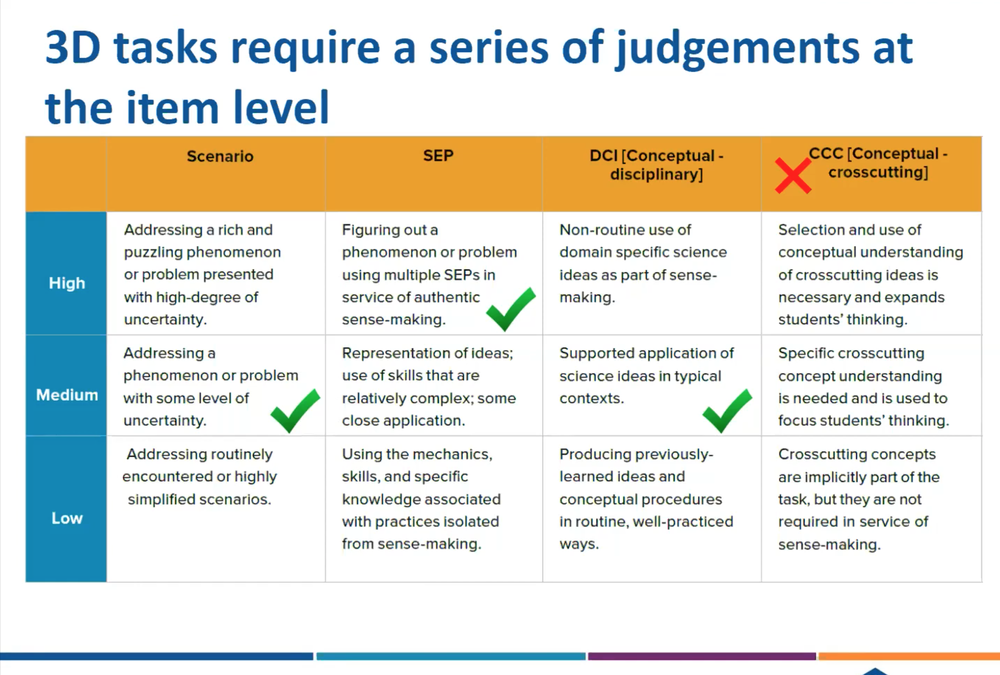 3D tasks require a series of judgements at
the item level
Scenario
SEP
DCI [Conceptual -
disciplinary]
CCC [Conceptual -
crosscutting]
High
Addressing a rich and
puzzling phenomenon
or problem presented
with high-degree of
uncertainty.
Figuring out a
phenomenon or problem
using multiple SEPs in
service of authentic
sense-making.
Non-routine use of
domain specific science
ideas as part of sense-
making.
Selection and use of
conceptual understanding
of crosscutting ideas is
necessary and expands
students’ thinking.
Medium
Addressing a
phenomenon or problem
with some level of
uncertainty.
Representation of ideas;
use of skills that are
relatively complex; some
close application.
Supported application of
science ideas in typical
contexts.
Specific crosscutting
concept understanding
is needed and is used to
focus students’ thinking.
Low
Addressing routinely
encountered or highly
simplified scenarios.
Using the mechanics,
skills, and specific
knowledge associated
with practices isolated
from sense-making.
Producing previously-
learned ideas and
conceptual procedures
in routine, well-practiced
ways.
Crosscutting concepts
are implicitly part of the
task, but they are not
required in service of
sense-making.